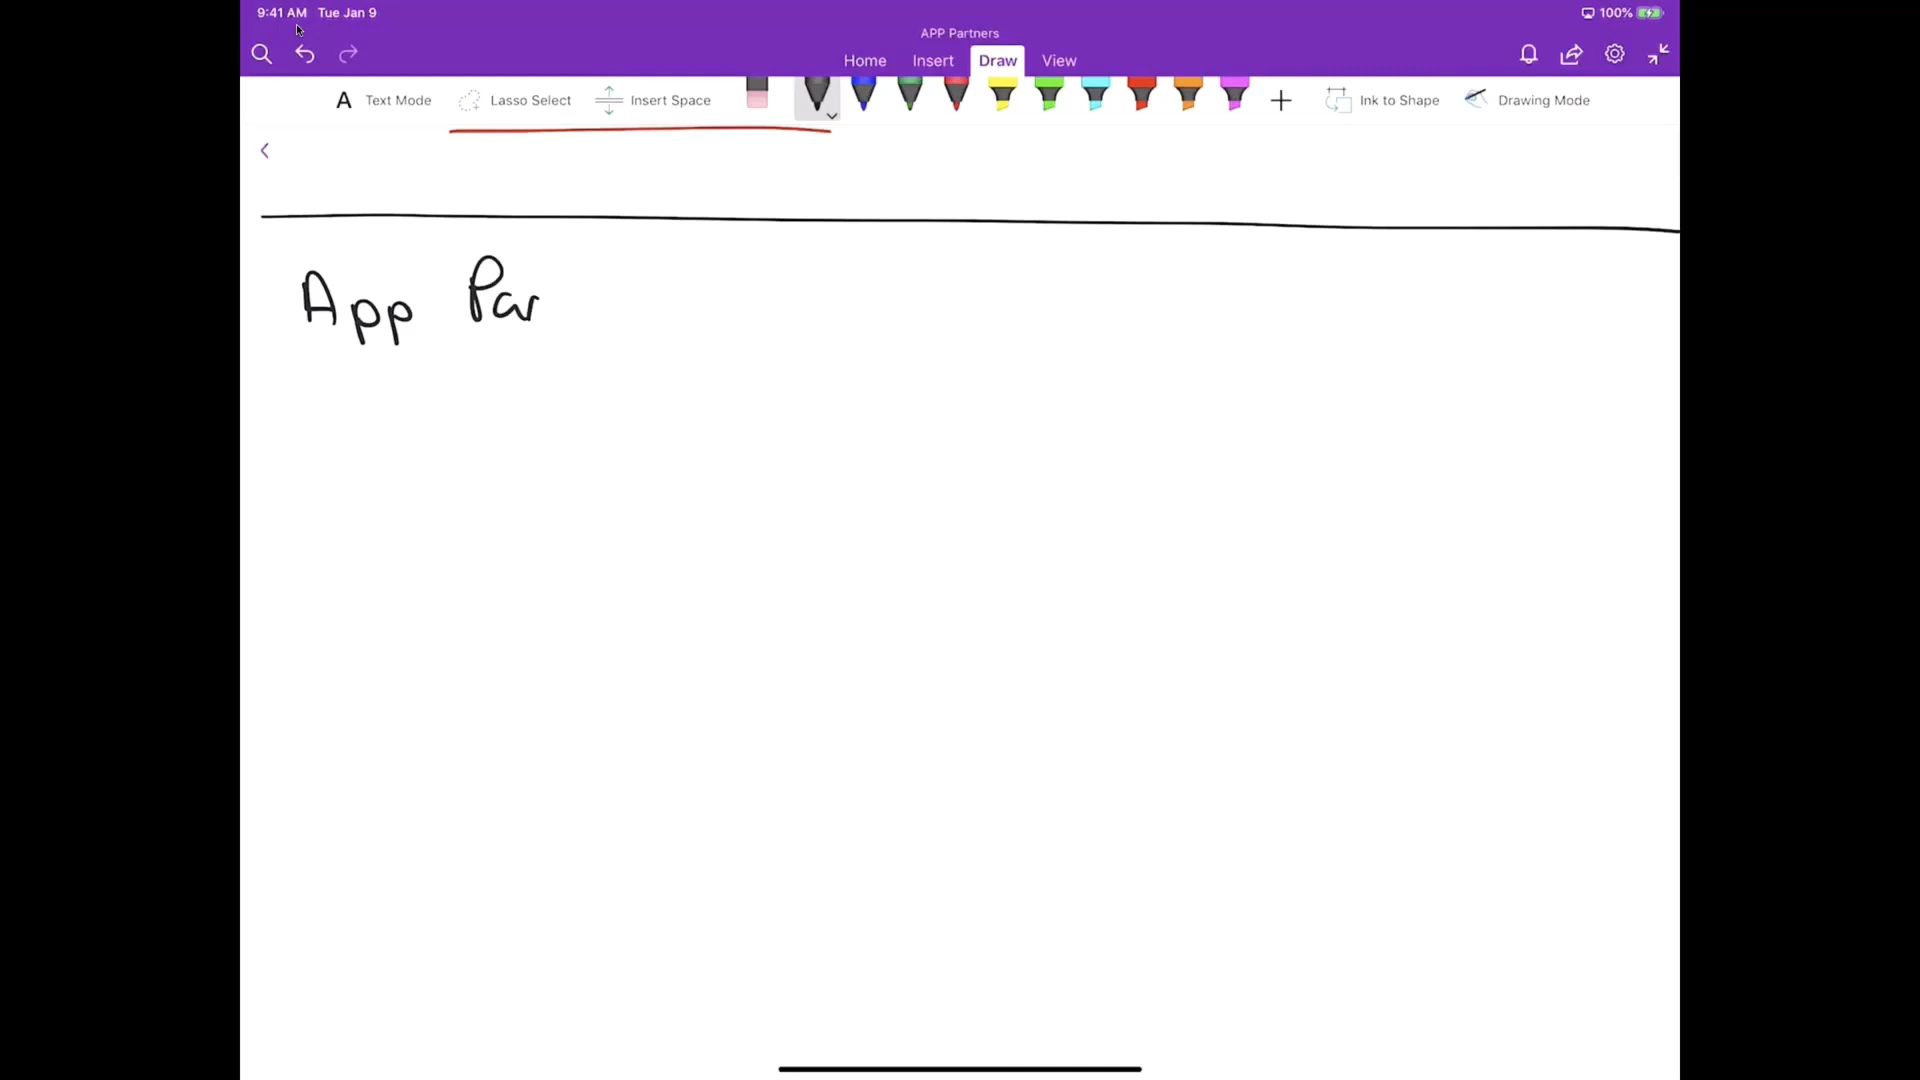 9:41 AM Tue Jan 9 100%
APP Partners
Home Insert Draw View
A Text Mode Lasso Select Insert Space Ink to Shape Drawing Mode
App Par